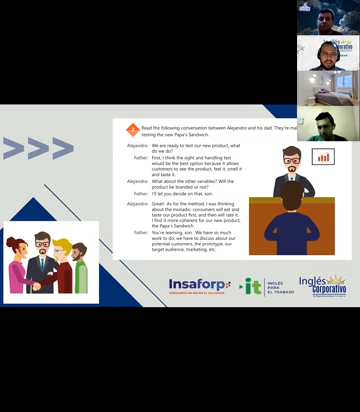 Read the following conversation between Alejandro and his dad. They're
testing the new Papa's Sandwich.
Alejandro: We are ready to test our new product, what
do we do?
Father: First, I think the sight and handling test
would be the best option because it allows
customers to see the product, feel it, smell it
and taste it.
Alejandro: What about the other variables? Will the
product be branded or not?
Father: I'll let you decide on that, son.
Alejandro: Great! As for the method, I was thinking
about the monadic: consumers will eat and
taste our product first, and then will rate it.
I find it more coherent for our new product,
the Papa's Sandwich.
Father: You're learning, son. We have so much
work to do; we have to discuss about our
potential customers, the prototype, our
target audience, marketing, etc.
Insaforp
it
INGLÉS
PARA
EL TRABAJO
Inglés
Corporativo